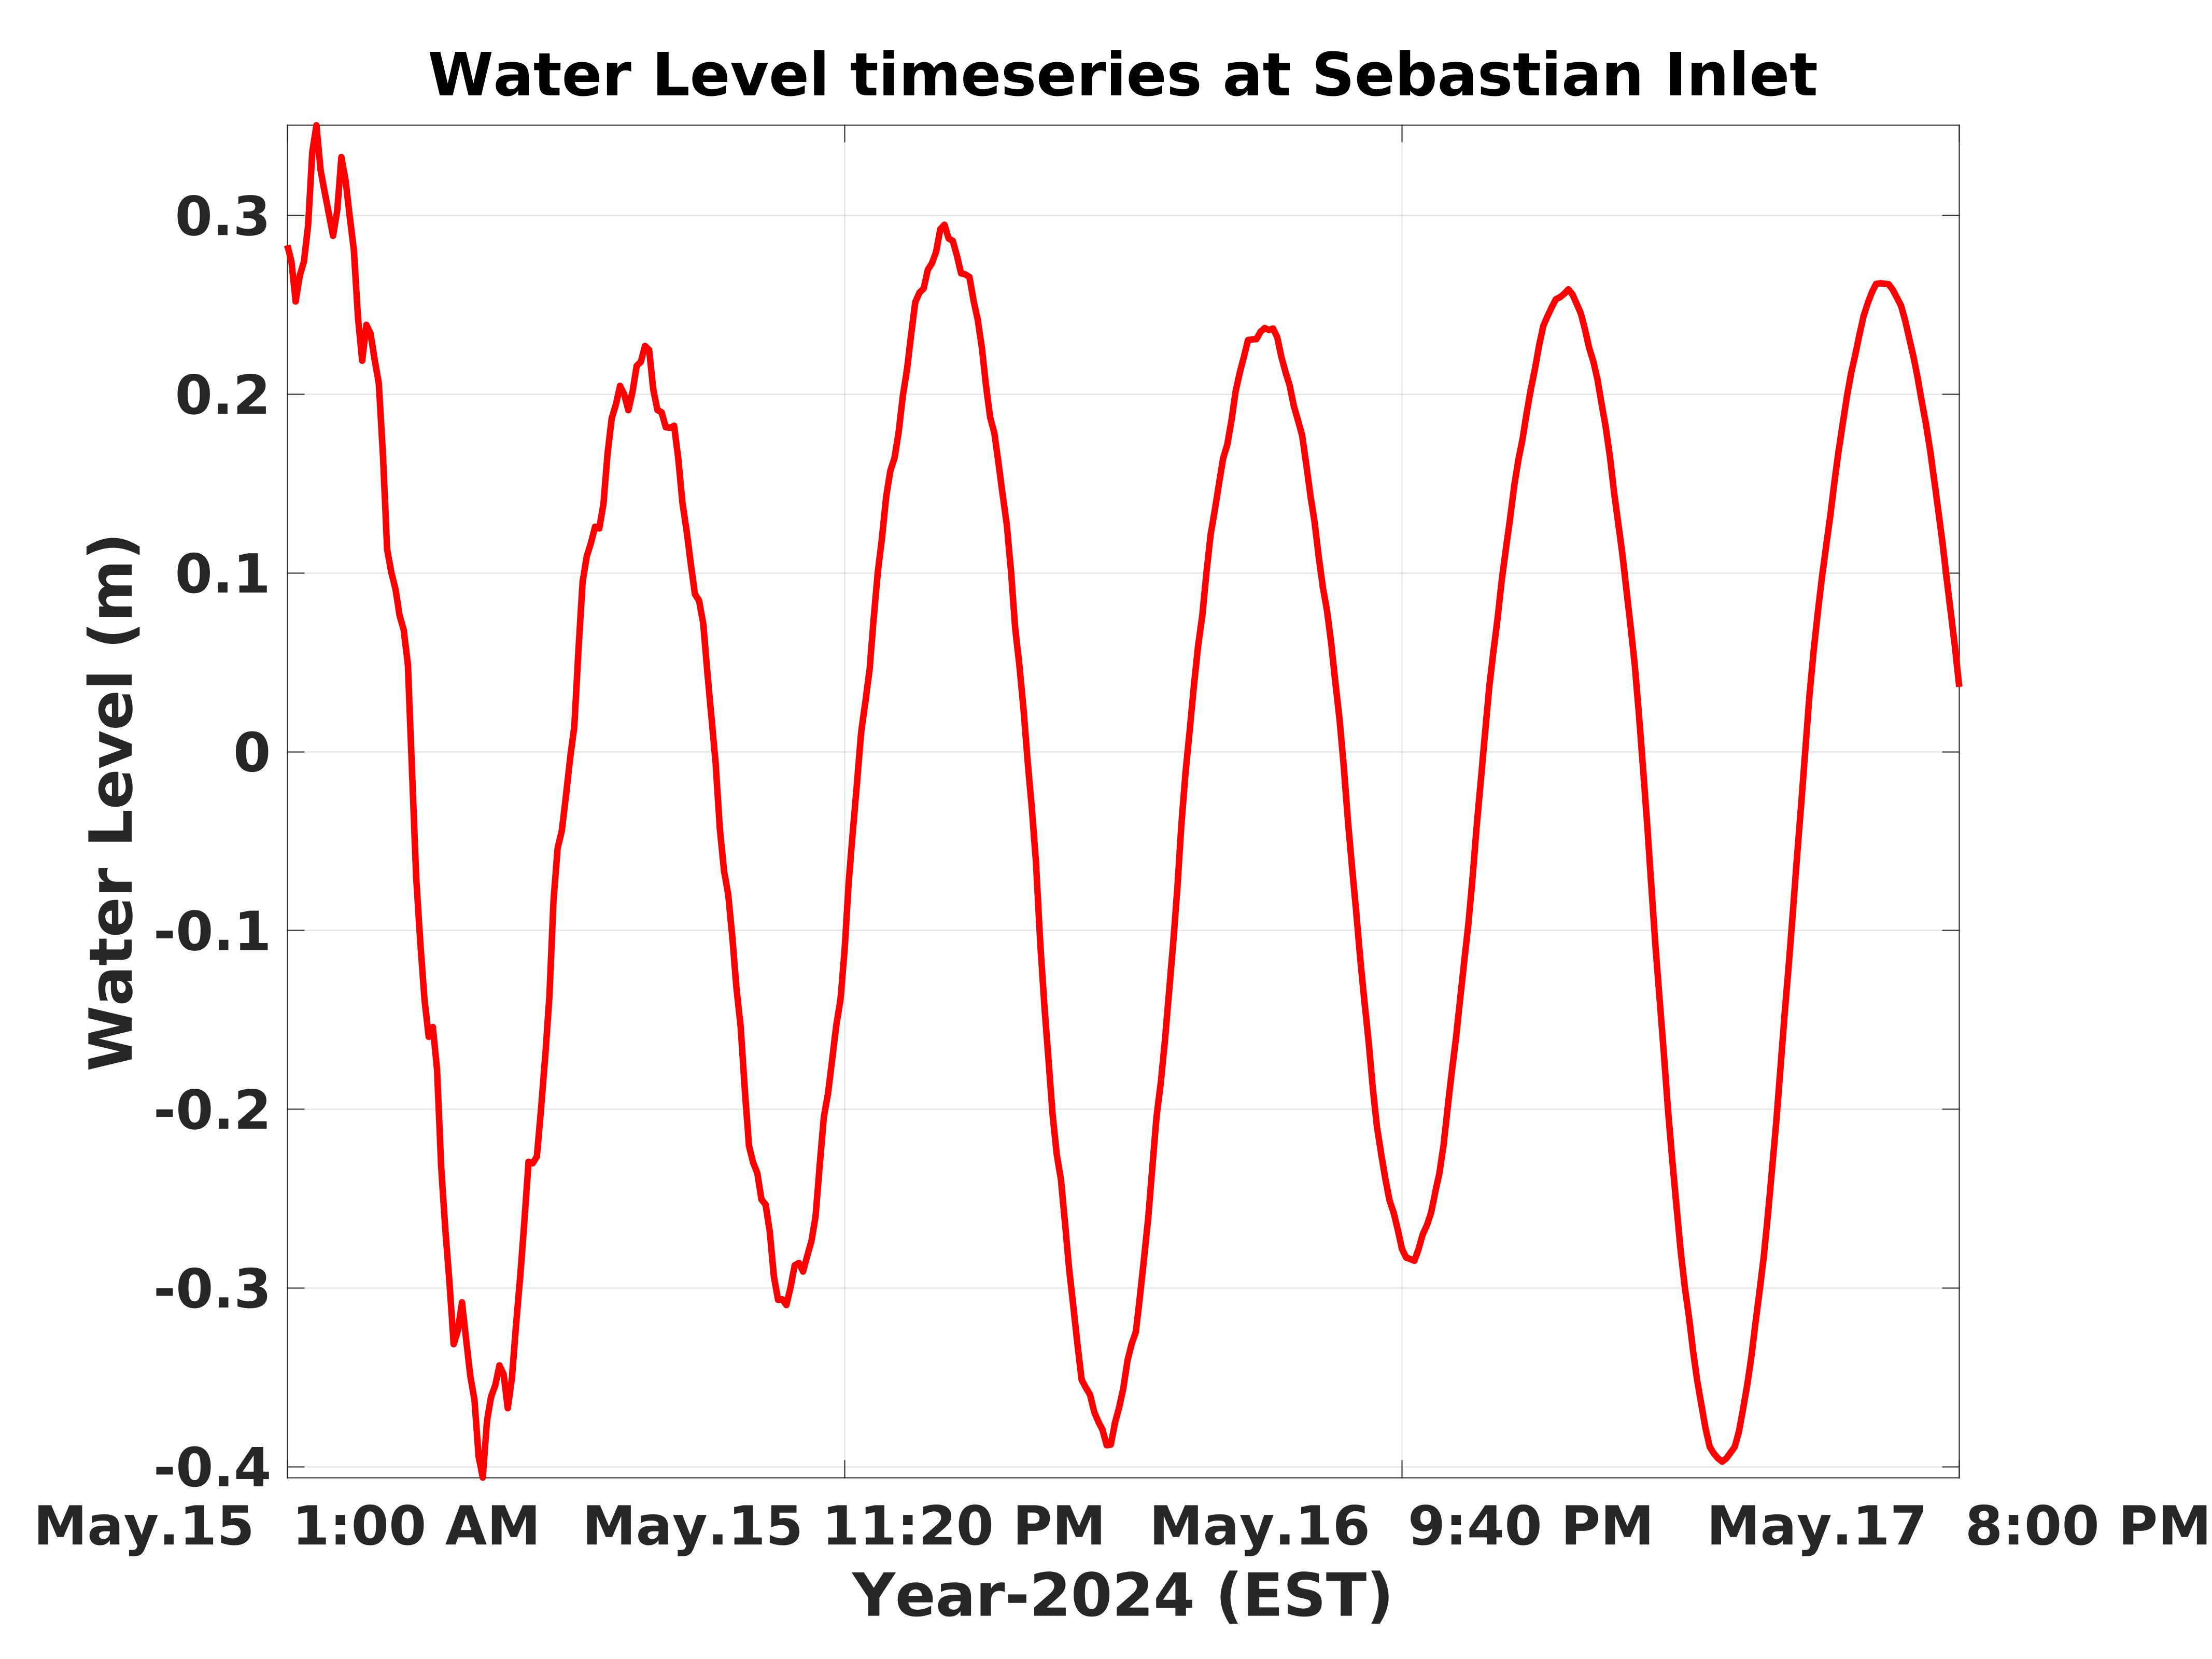 Water Level timeseries at Sebastian Inlet
Water Level (m)
0.3
0.2
0.1
0
-0.1
-0.2
-0.3
-0.4
May.15 1:00 AM May.15 11:20 PM May.16 9:40 PM May.17 8:00 PM
Year-2024 (EST)